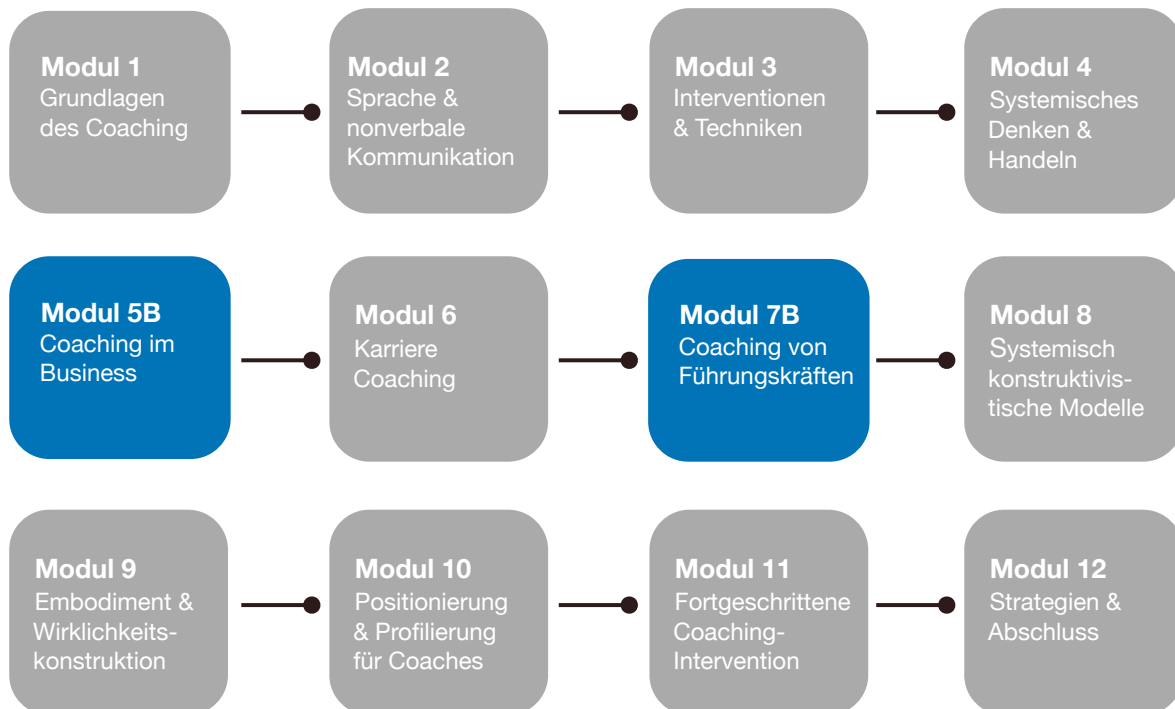 Modul 1
Grundlagen
des Coaching
Modul 2
Sprache &
nonverbale
Kommunikation
Modul 3
Interventionen
& Techniken
Modul 4
Systemisches
Denken &
Handeln
Modul 5B
Coaching im
Business
Modul 6
Karriere
Coaching
Modul 7B
Coaching von
Führungskräften
Modul 8
Systemisch
konstruktivis-
tische Modelle
Modul 9
Embodiment &
Wirklichkeits-
konstruktion
Modul 10
Positionierung
& Profilierung
für Coaches
Modul 11
Fortgeschrittene
Coaching-
Intervention
Modul 12
Strategien &
Abschluss